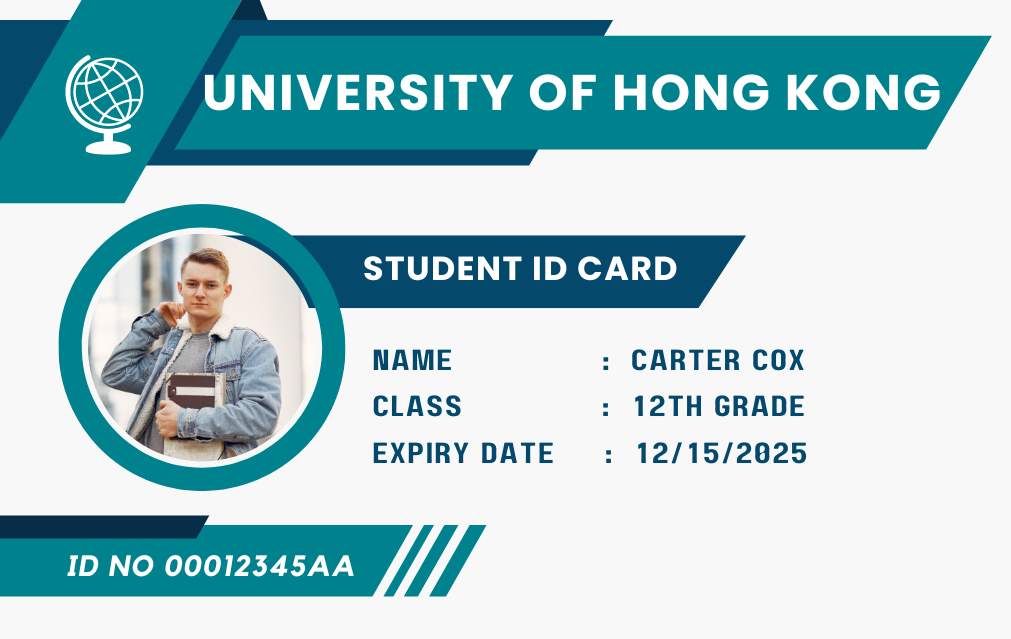 UNIVERSITY OF HONG KONG
STUDENT ID CARD
NAME : CARTER COX
CLASS : 12TH GRADE
EXPIRY DATE : 12/15/2025
ID NO 00012345AA